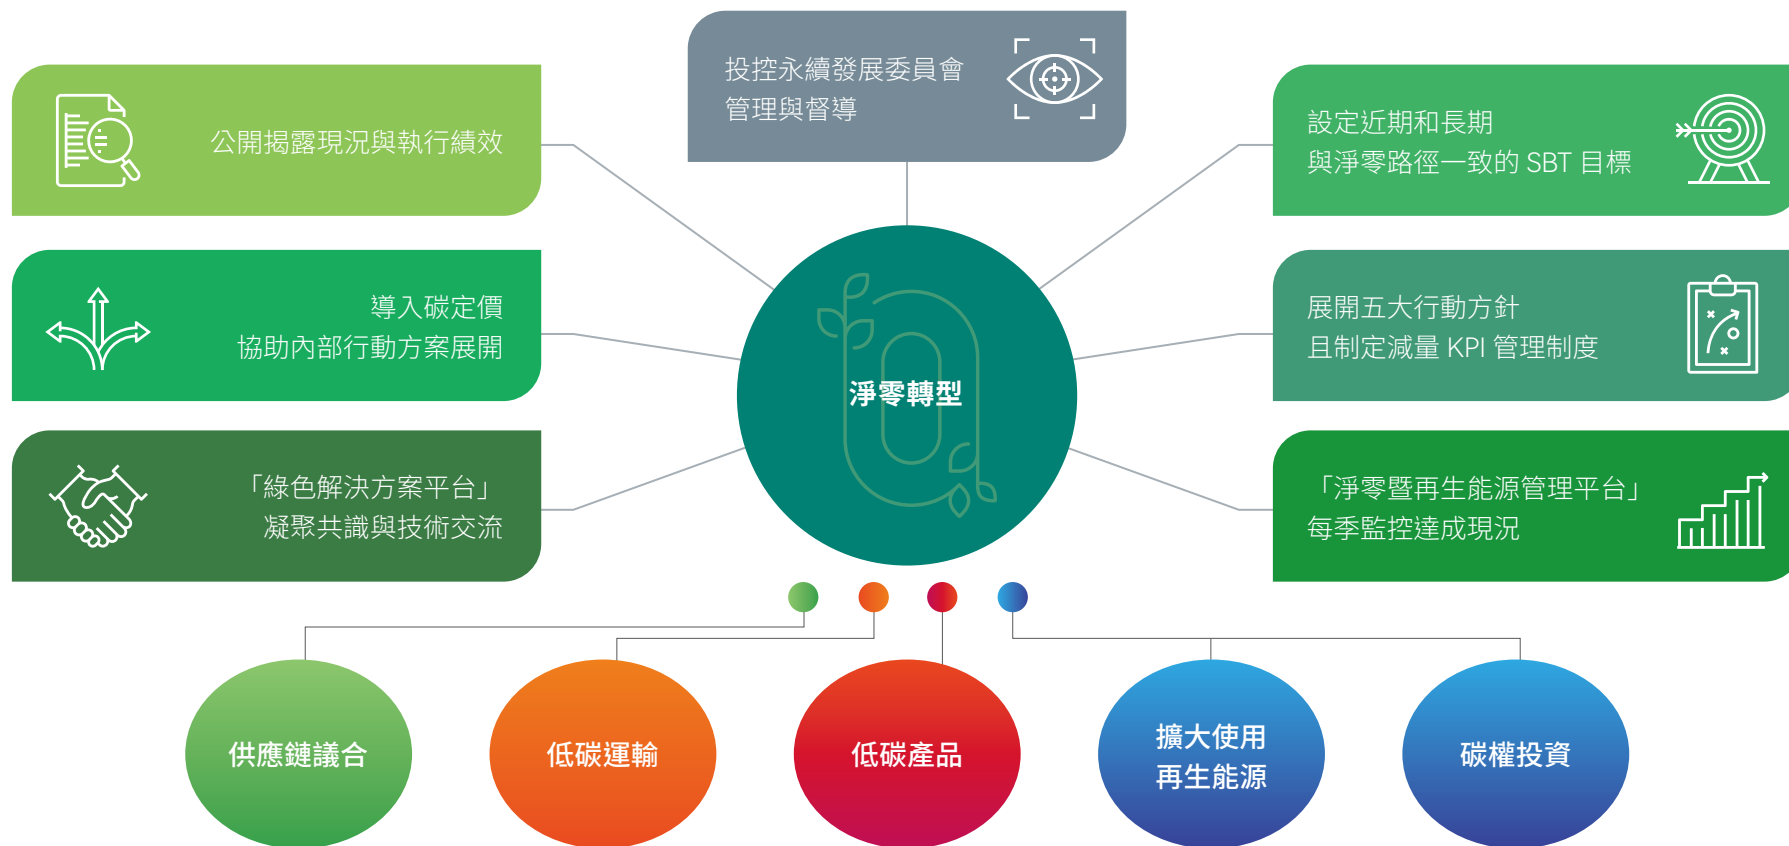 投控永續發展委員會
管理與督導
公開揭露現況與執行績效
設定近期和長期
與淨零路徑一致的 SBT 目標
導入碳定價
協助內部行動方案展開
展開五大行動方針
且制定減量 KPI 管理制度
淨零轉型
「綠色解決方案平台」
凝聚共識與技術交流
「淨零暨再生能源管理平台」
每季監控達成現況
供應鏈議合
低碳運輸
低碳產品
擴大使用
再生能源
碳權投資